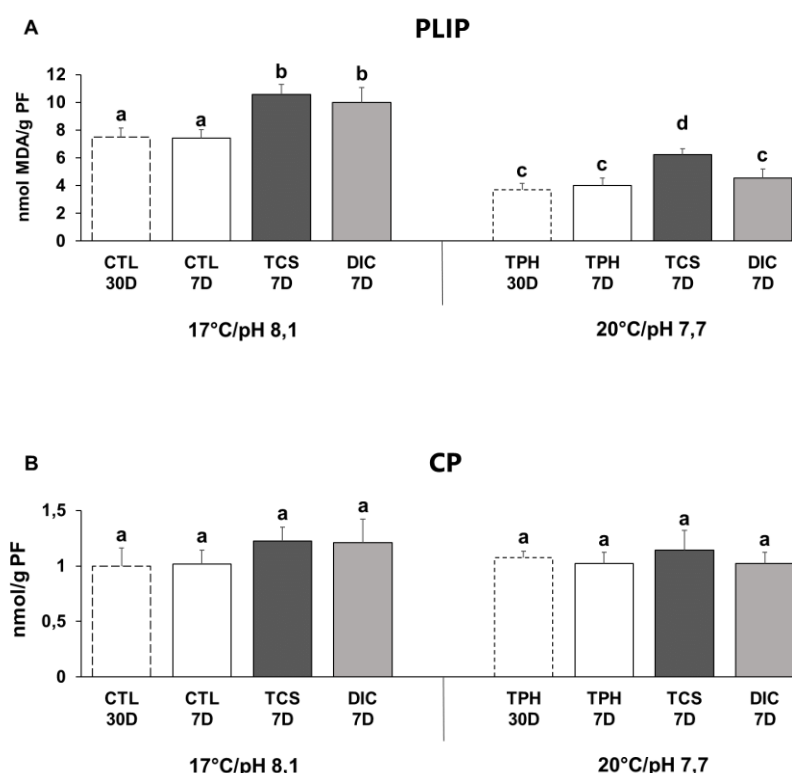 A
PLIP
nmol MDA/g PF
12
10
8
6
4
2
0
a
a
b
b
c
c
d
c
CTL
30D
CTL
7D
TCS
7D
DIC
7D
TPH
30D
TPH
7D
TCS
7D
DIC
7D
17°C/pH 8,1
20°C/pH 7,7
B
CP
nmol/g PF
1,5
1
0,5
0
a
a
a
a
a
a
a
a
CTL
30D
CTL
7D
TCS
7D
DIC
7D
TPH
30D
TPH
7D
TCS
7D
DIC
7D
17°C/pH 8,1
20°C/pH 7,7